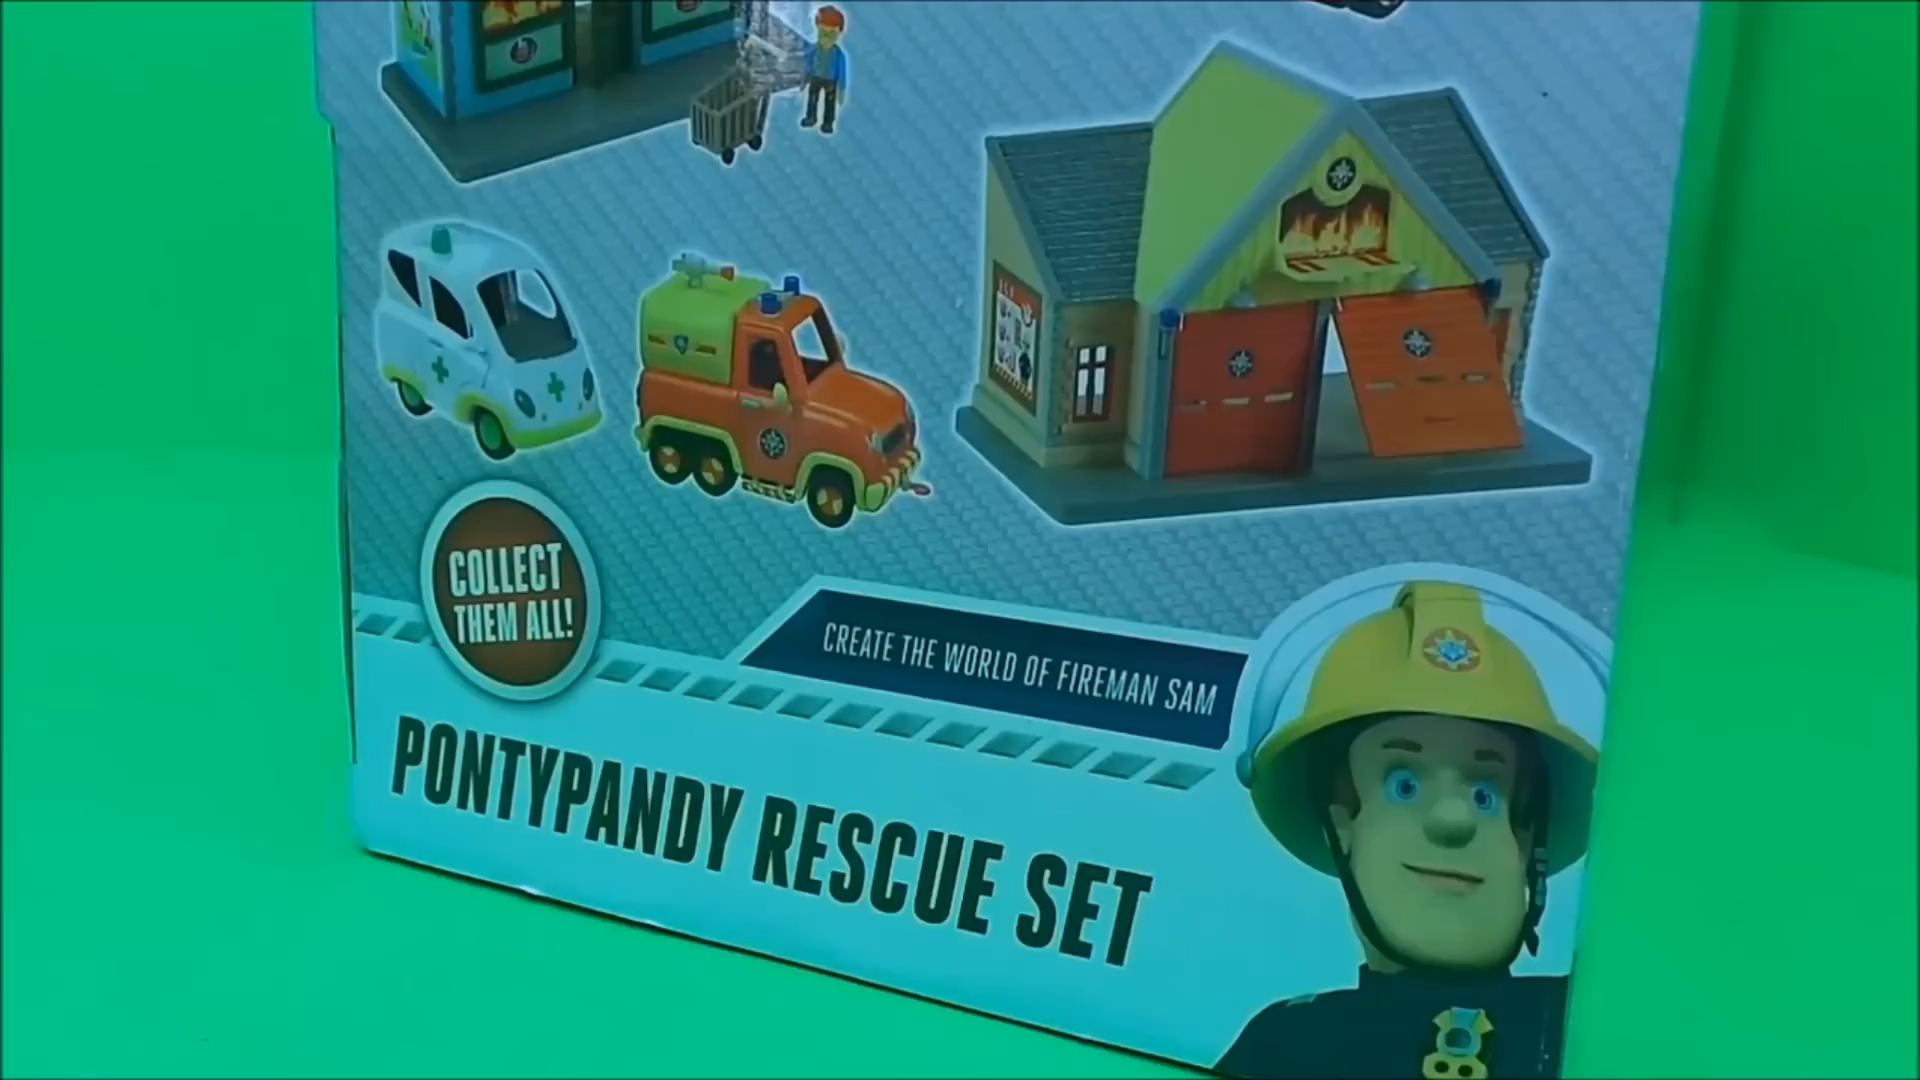 COLLECT
THEM ALL!
CREATE THE WORLD OF FIREMAN SAM
PONTYPANDY RESCUE SET